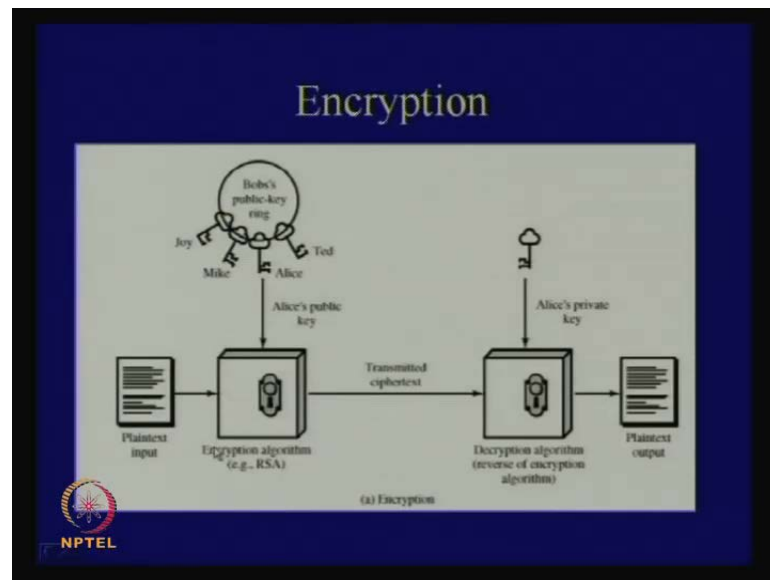 Encryption
Bobs's
public-key
ring
Joy
Ted
Mike
Alice
Alice's public
key
Alice's private
key
Transmitted
ciphertext
Plaintext
input
Encryption algorithm
(e.g., RSA)
Decryption algorithm
(reverse of encryption
algorithm)
Plaintext
output
(a) Encryption
NPTEL